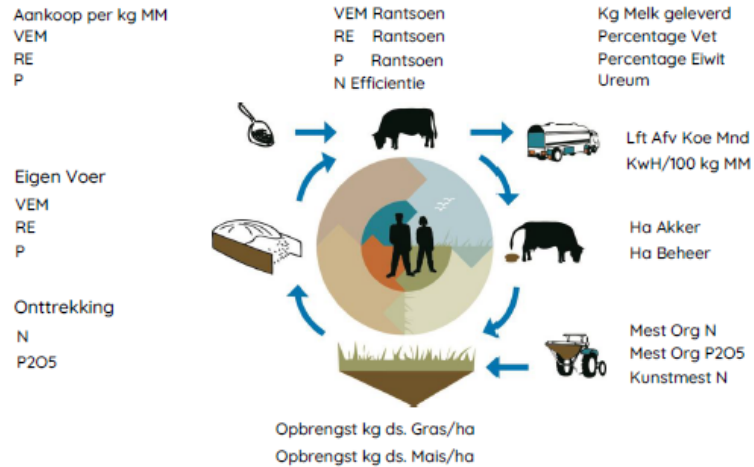 Aankoop per kg MM
VEM
RE
P
VEM Rantsoen
RE Rantsoen
P Rantsoen
N Efficientie
Kg Melk geleverd
Percentage Vet
Percentage Eiwit
Ureum
Lft Afv Koe Mnd
KwH/100 kg MM
Eigen Voer
VEM
RE
P
Ha Akker
Ha Beheer
Onttrekking
N
P2O5
Mest Org N
Mest Org P2O5
Kunstmest N
Opbrengst kg ds. Gras/ha
Opbrengst kg ds. Mais/ha